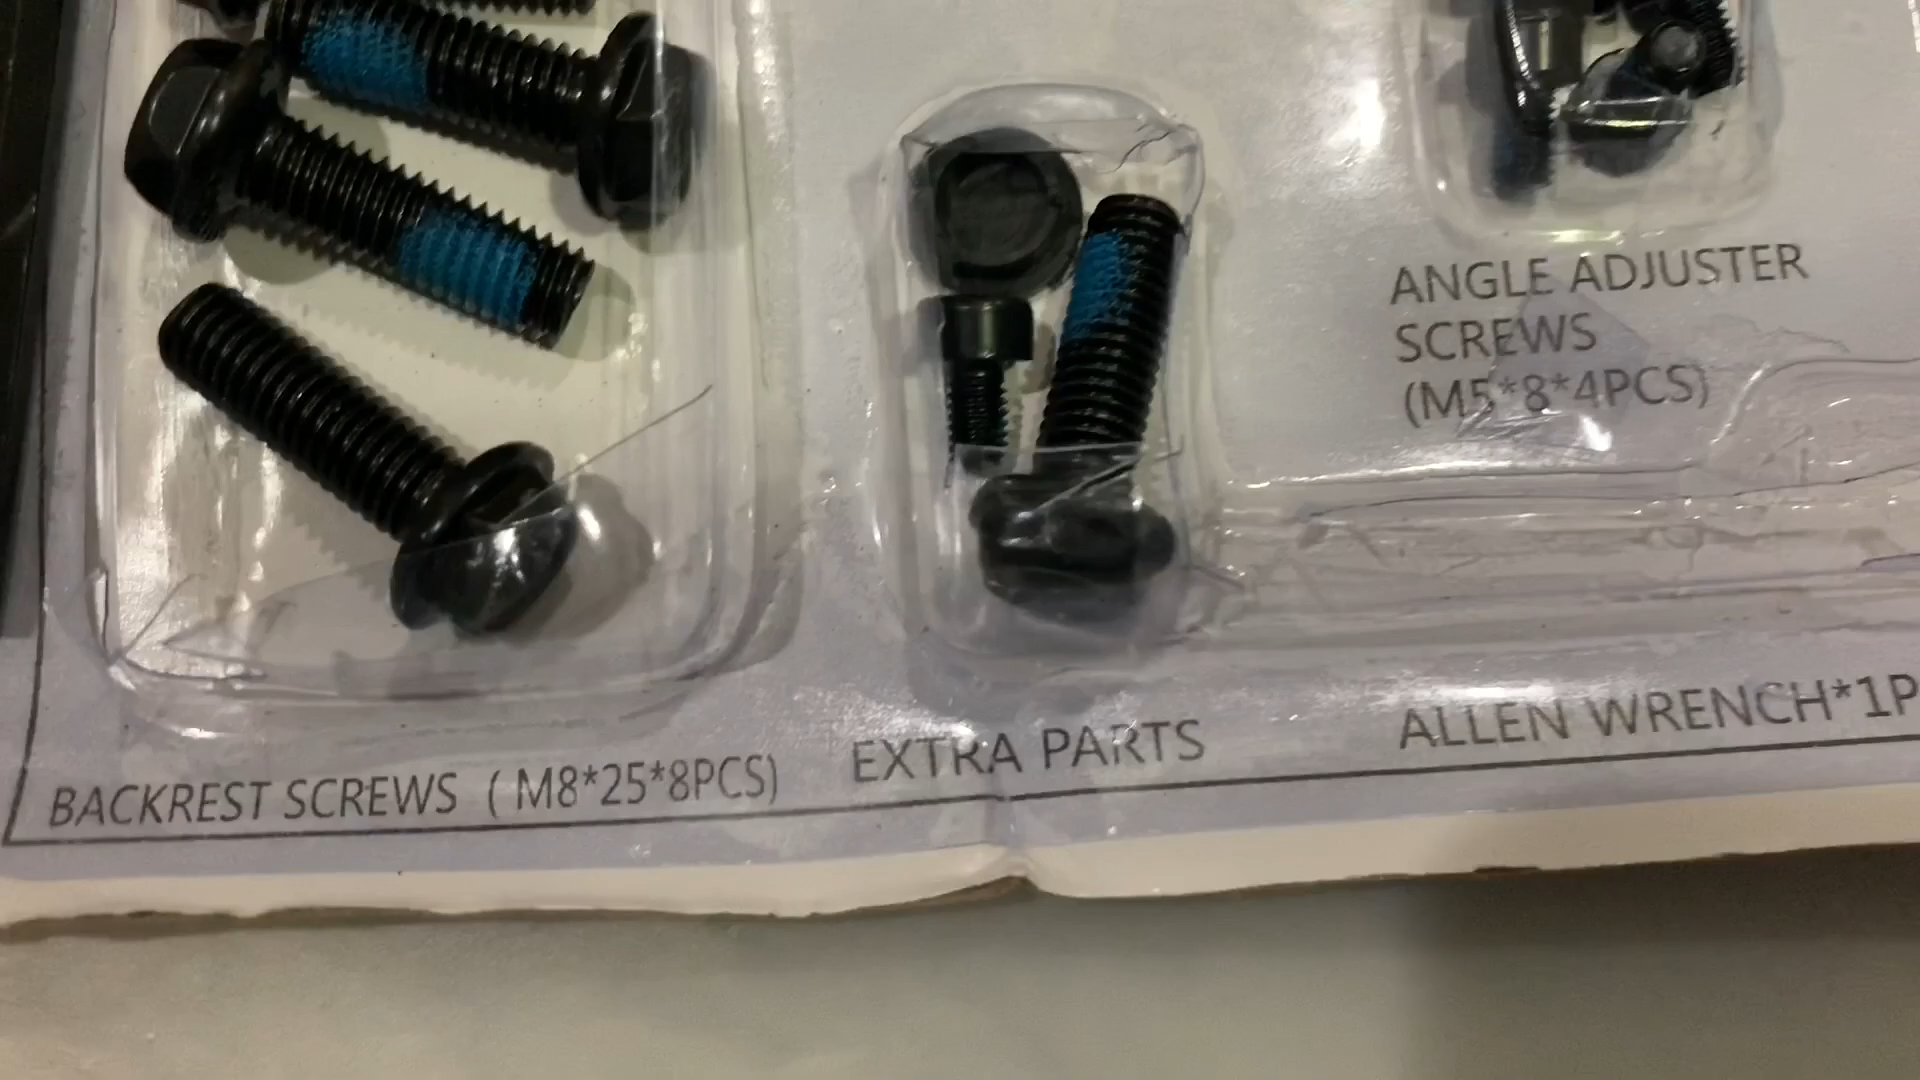 ANGLE ADJUSTER
SCREWS
(M5*8*4PCS)
BACKREST SCREWS ( M8*25*8PCS)
EXTRA PARTS
ALLEN WRENCH*1P